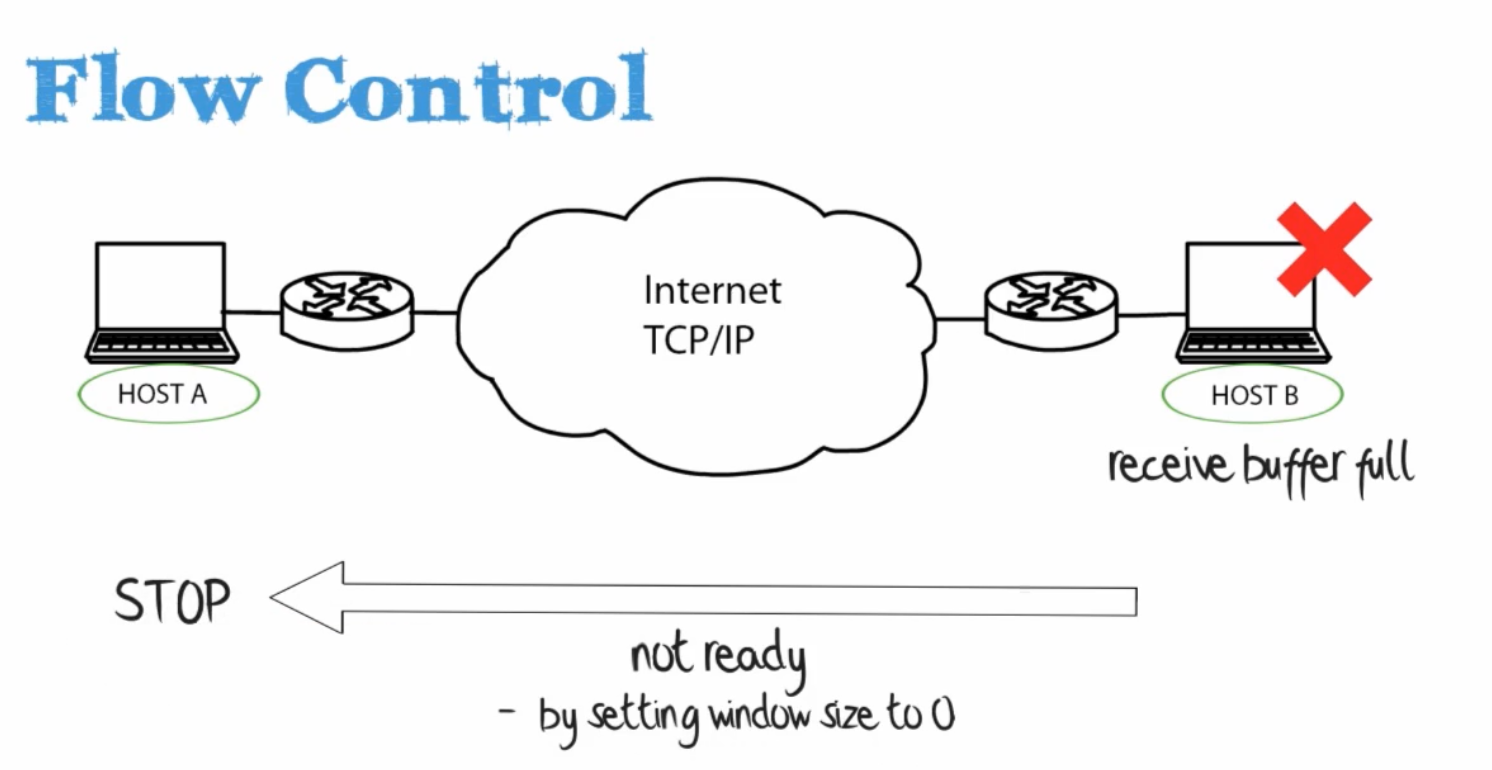 Flow Control
Internet
TCP/IP
HOST A
HOST B
receive buffer full
STOP
not ready
- by setting window size to 0